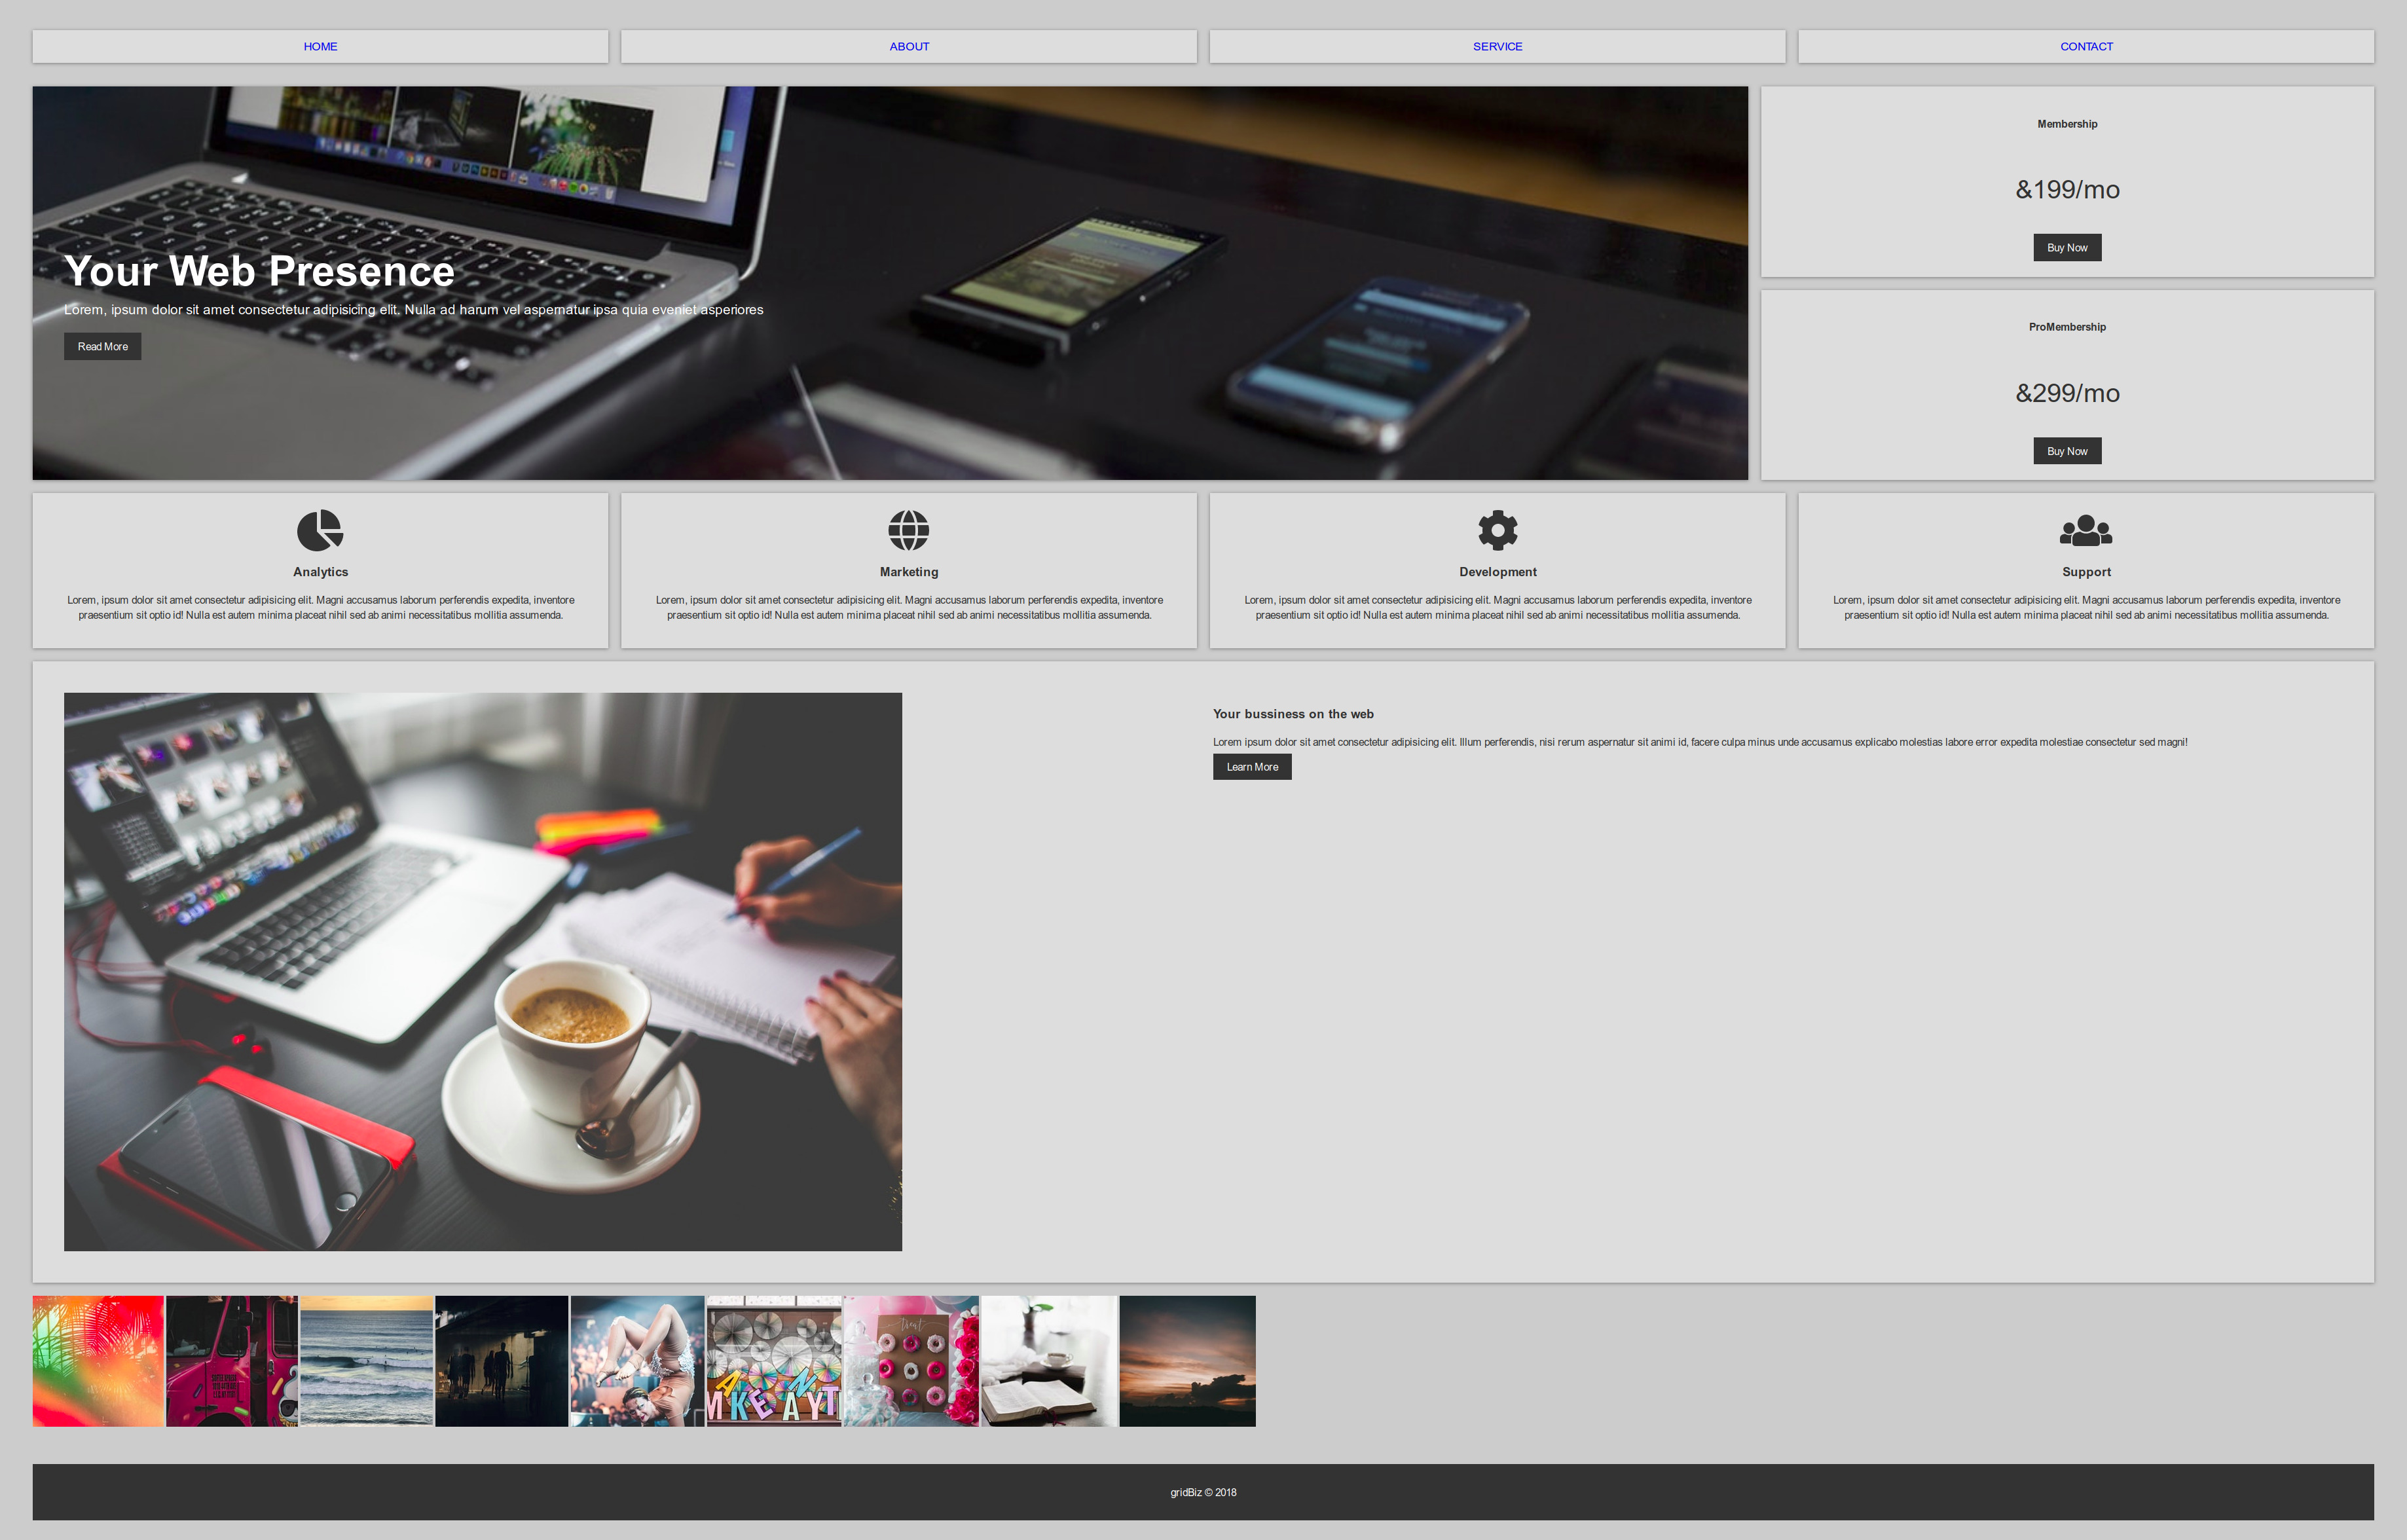 HOME
ABOUT
SERVICE
CONTACT
Your Web Presence
Lorem, ipsum dolor sit amet consectetur adipisicing elit. Nulla ad harum vel aspernatur ipsa quia eveniet asperiores
Read More
Membership
&199/mo
Buy Now
ProMembership
&299/mo
Buy Now
Analytics
Lorem, ipsum dolor sit amet consectetur adipisicing elit. Magni accusamus laborum perferendis expedita, inventore
praesentium sit optio id! Nulla est autem minima placeat nihil sed ab animi necessitatibus mollitia assumenda.
Marketing
Lorem, ipsum dolor sit amet consectetur adipisicing elit. Magni accusamus laborum perferendis expedita, inventore
praesentium sit optio id! Nulla est autem minima placeat nihil sed ab animi necessitatibus mollitia assumenda.
Development
Lorem, ipsum dolor sit amet consectetur adipisicing elit. Magni accusamus laborum perferendis expedita, inventore
praesentium sit optio id! Nulla est autem minima placeat nihil sed ab animi necessitatibus mollitia assumenda.
Support
Lorem, ipsum dolor sit amet consectetur adipisicing elit. Magni accusamus laborum perferendis expedita, inventore
praesentium sit optio id! Nulla est autem minima placeat nihil sed ab animi necessitatibus mollitia assumenda.
Your bussiness on the web
Lorem ipsum dolor sit amet consectetur adipisicing elit. Illum perferendis, nisi rerum aspernatur sit animi id, facere culpa minus unde accusamus explicabo molestias labore error expedita molestiae consectetur sed magni!
Learn More
MAKE ANYT
gridBiz © 2018